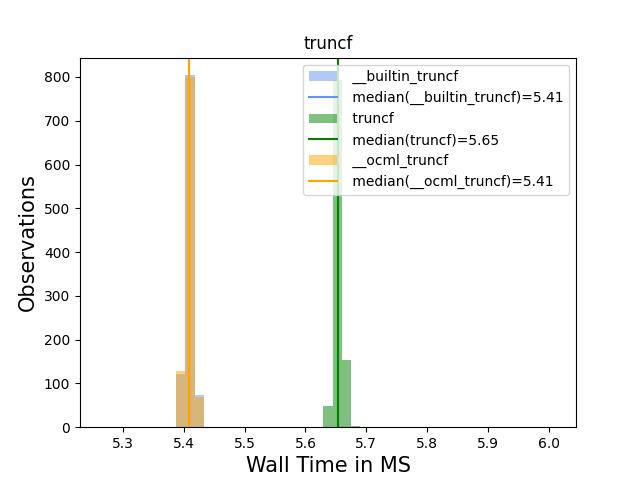 truncf
__builtin_truncf
median(__builtin_truncf)=5.41
truncf
median(truncf)=5.65
__ocml_truncf
median(__ocml_truncf)=5.41
Observations
800
700
600
500
400
300
200
100
0
5.3 5.4 5.5 5.6 5.7 5.8 5.9 6.0
Wall Time in MS